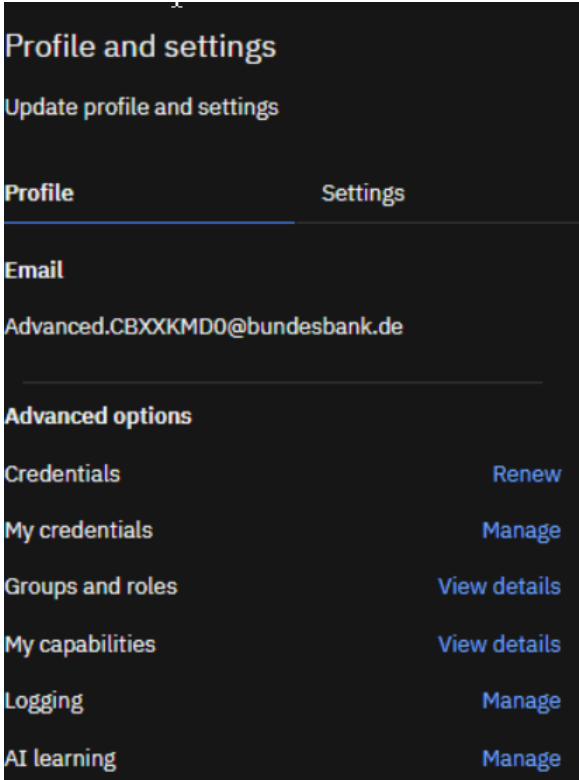 Profile and settings
Update profile and settings
Profile Settings
Email
Advanced.CBXXKMD0@bundesbank.de
Advanced options
Credentials Renew
My credentials Manage
Groups and roles View details
My capabilities View details
Logging Manage
AI learning Manage